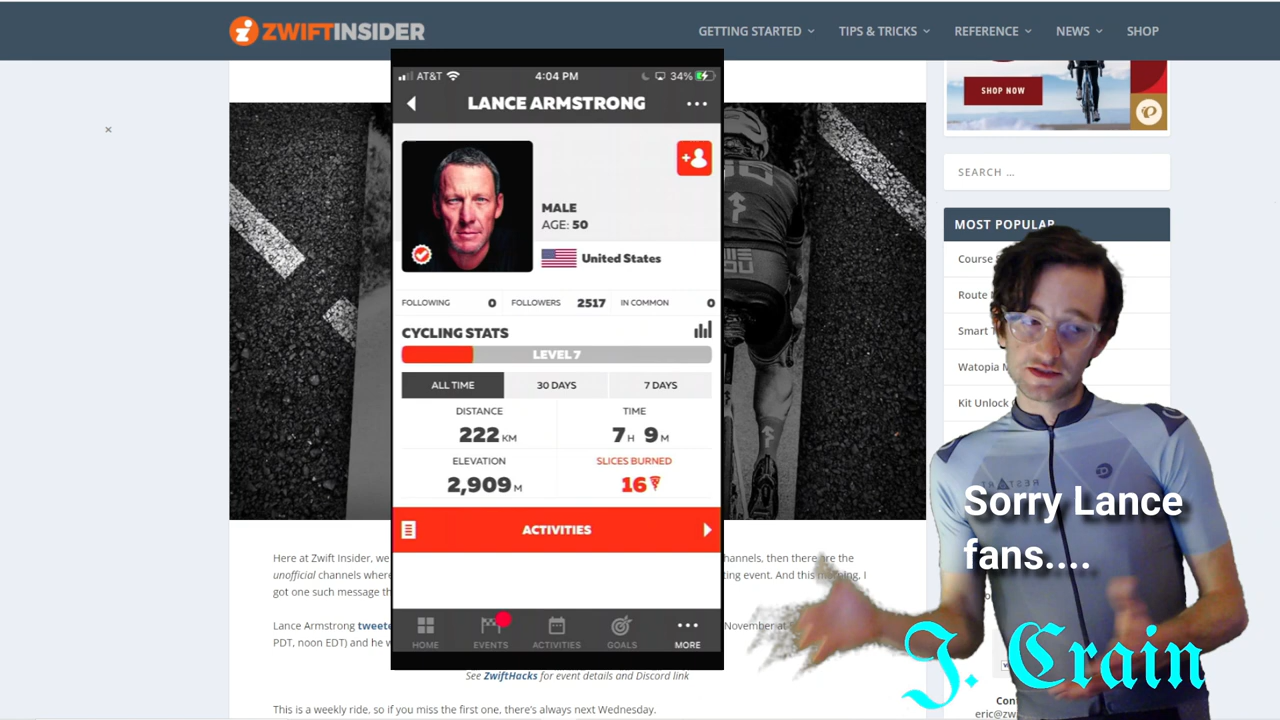 ZWIFTINSIDER
GETTING STARTED TIPS & TRICKS REFERENCE NEWS SHOP
AT&T 4:04 PM 34%
LANCE ARMSTRONG
SHOP NOW
SEARCH ...
MALE
AGE: 50
United States
MOST POPULAR
Course
Route
Smart
Watopia
Kit Unlock
FOLLOWING 0 FOLLOWERS 2517 IN COMMON 0
CYCLING STATS
LEVEL 7
ALL TIME 30 DAYS 7 DAYS
DISTANCE TIME
222 KM 7 H 9 M
ELEVATION SLICES BURNED
2,909 M 16
ACTIVITIES
Sorry Lance
fans....
Here at Zwift Insider, we channels, then there are the
unofficial channels where ing event. And this morning, I
got one such message th
Lance Armstrong November at
PDT, noon EDT) and he w
HOME EVENTS ACTIVITIES GOALS MORE
J. Crain
See ZwiftHacks for event details and Discord link
This is a weekly ride, so if you miss the first one, there's always next Wednesday.